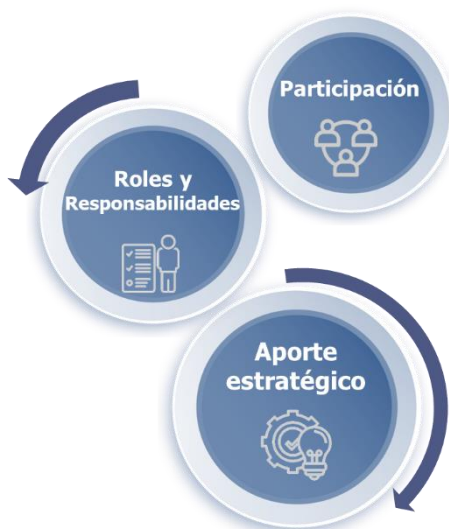 Participación
Roles y
Responsabilidades
Aporte
estratégico